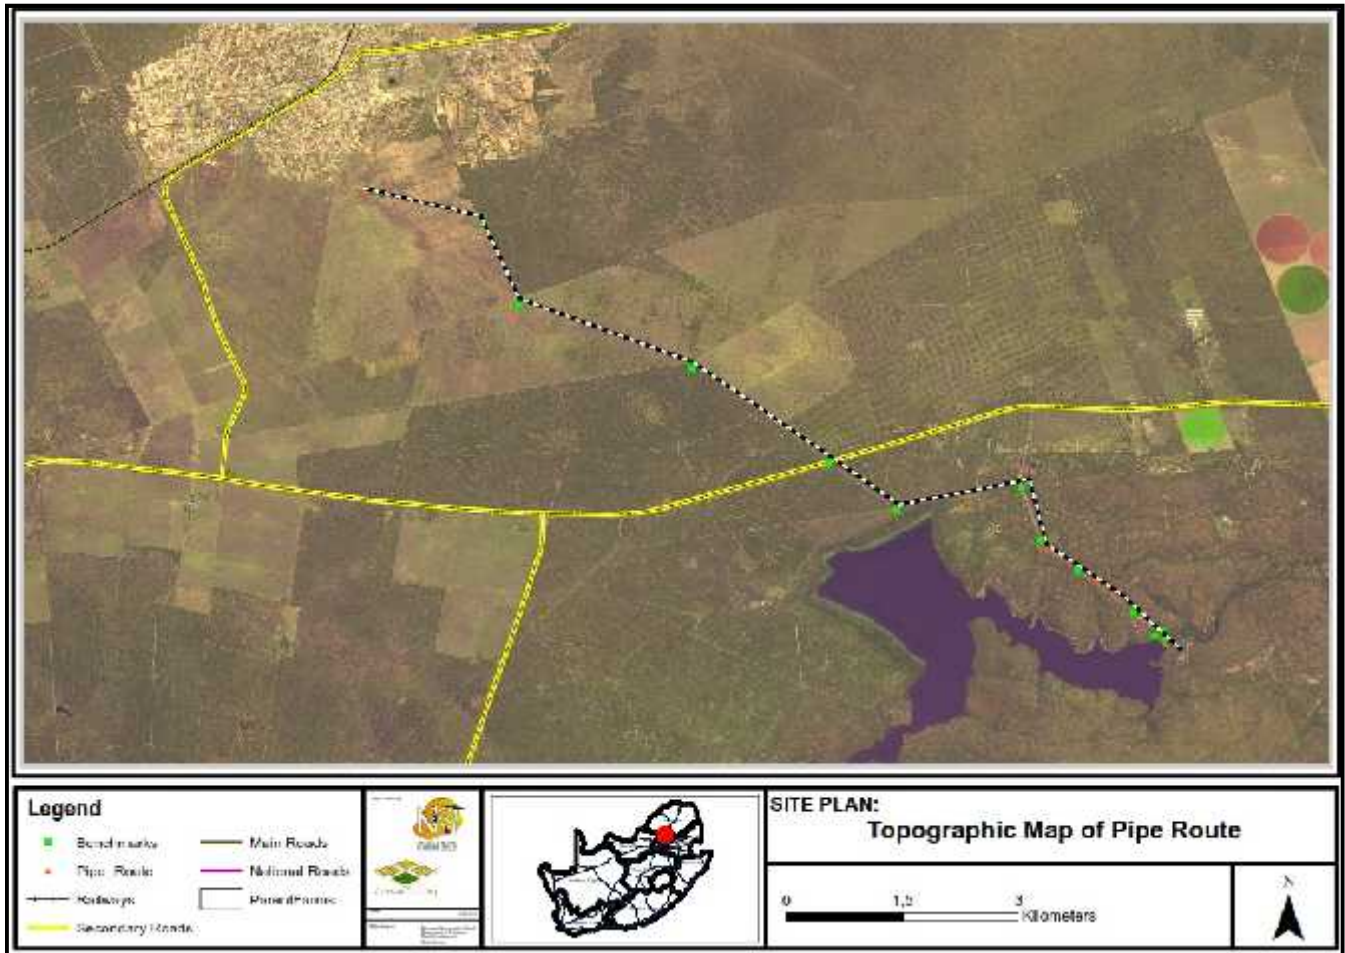 Legend
Benchmarks
Pipe Route
Railways
Secondary Roads
Main Roads
National Roads
ParentFarms
SITE PLAN:
Topographic Map of Pipe Route
0 1,5 3
Kilometers
N